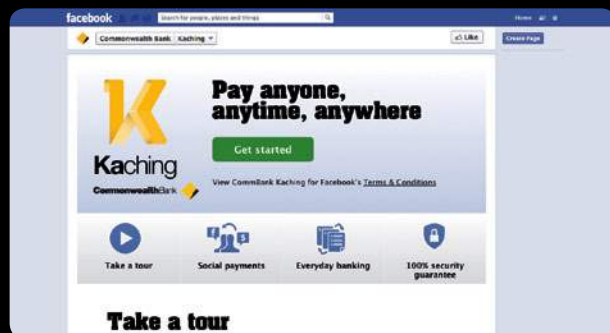 facebook
Search for people, places and things
Home
Commonwealth Bank Kaching
Like
Create Page
Pay anyone,
anytime, anywhere
Get started
Kaching
CommonwealthBank
View CommBank Kaching for Facebook's Terms & Conditions
Take a tour
Social payments
Everyday banking
100% security
guarantee
Take a tour